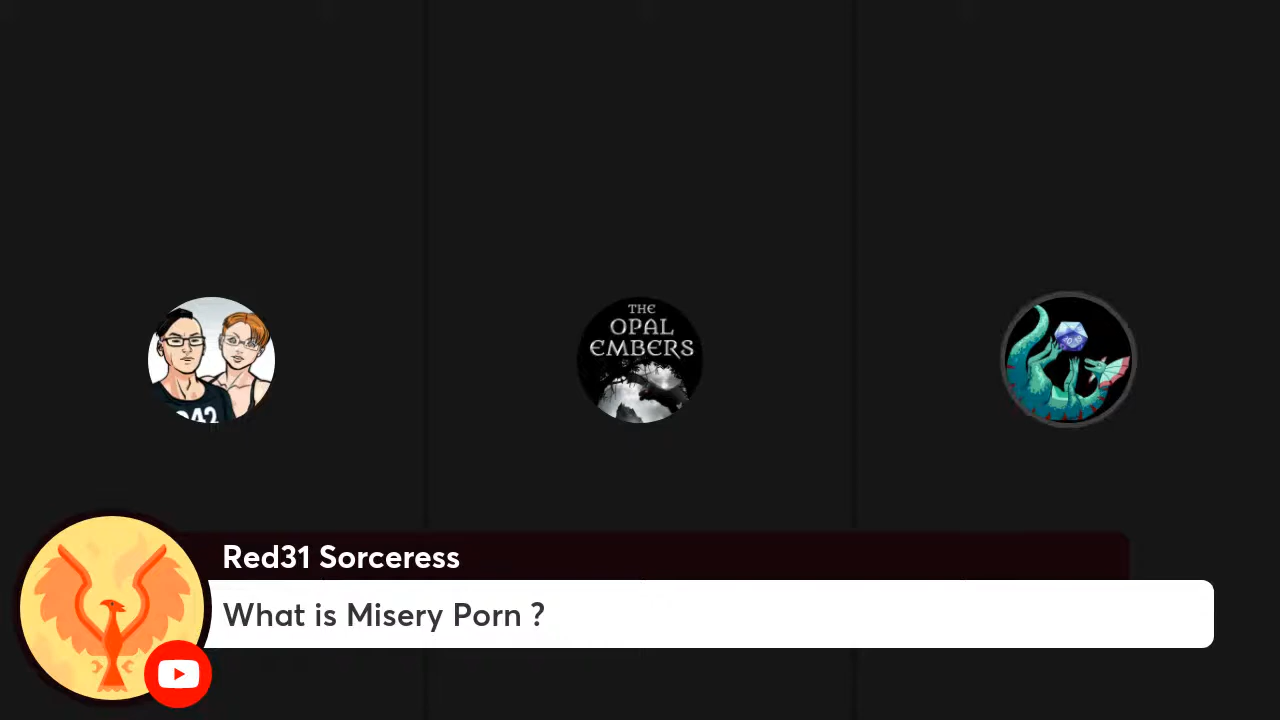 THE
OPAL
EMBERS
Red31 Sorceress
What is Misery Porn ?